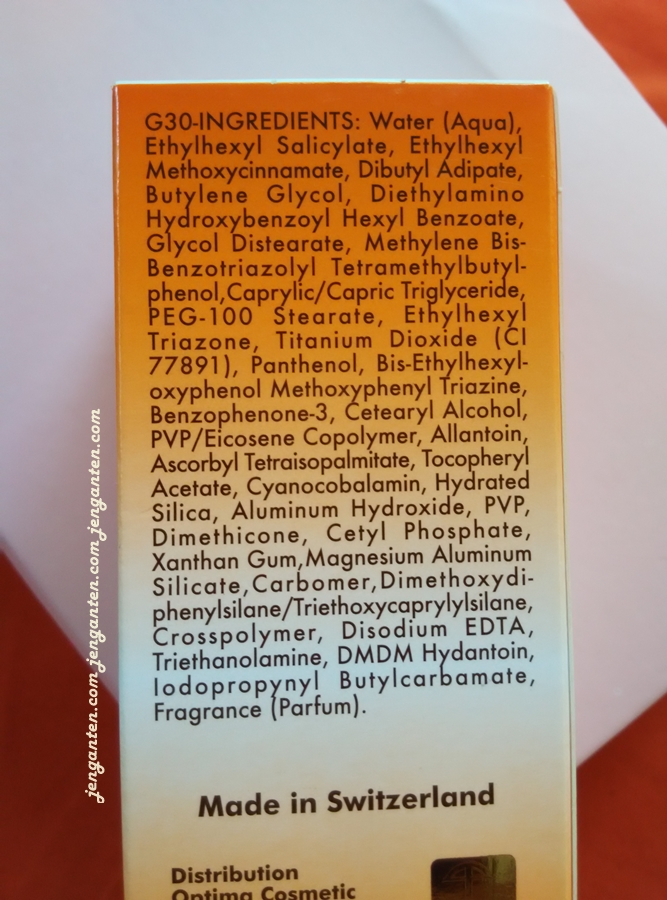 G30-INGREDIENTS: Water (Aqua),
Ethylhexyl Salicylate, Ethylhexyl
Methoxycinnamate, Dibutyl Adipate,
Butylene Glycol, Diethylamino
Hydroxybenzoyl Hexyl Benzoate,
Glycol Distearate, Methylene Bis-
Benzotriazolyl Tetramethylbutyl-
phenol,Caprylic/Capric Triglyceride,
PEG-100 Stearate, Ethylhexyl
Triazone, Titanium Dioxide (CI
77891), Panthenol, Bis-Ethylhexyl-
oxyphenol Methoxyphenyl Triazine,
Benzophenone-3, Cetearyl Alcohol,
PVP/Eicosene Copolymer, Allantoin,
Ascorbyl Tetraisopalmitate, Tocopheryl
Acetate, Cyanocobalamin, Hydrated
Silica, Aluminum Hydroxide, PVP,
Dimethicone, Cetyl Phosphate,
Xanthan Gum,Magnesium Aluminum
Silicate,Carbomer,Dimethoxydi-
phenylsilane/Triethoxycaprylylsilane,
Crosspolymer, Disodium EDTA,
Triethanolamine, DMDM Hydantoin,
Iodopropynyl Butylcarbamate,
Fragrance (Parfum).
Made in Switzerland
Distribution
Optima Cosmetic
jenganten.com jenganten.com jenganten.com